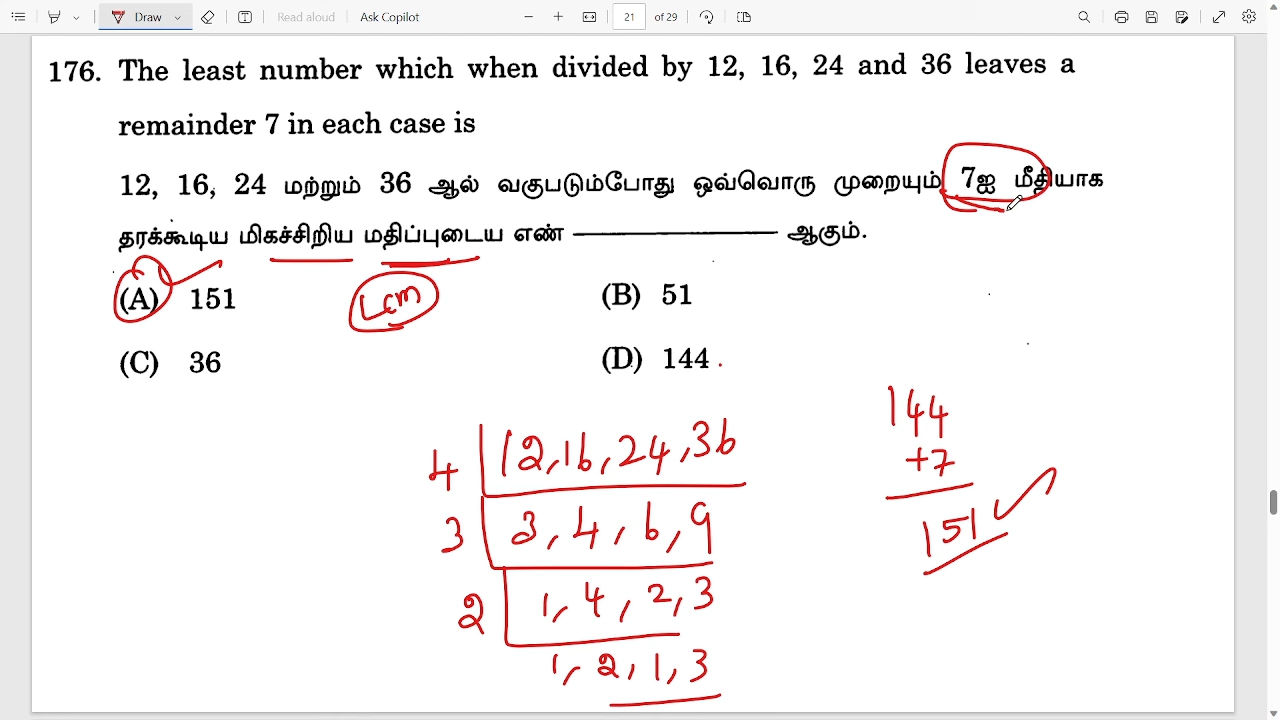 Draw Read aloud Ask Copilot 21 of 29
176. The least number which when divided by 12, 16, 24 and 36 leaves a
remainder 7 in each case is
12, 16, 24 மற்றும் 36 ஆல் வகுபடும்போது ஒவ்வொரு முறையும் 7ஐ மீதியாக
தரக்கூடிய மிகச்சிறிய மதிப்புடைய எண் ஆகும்.
(A) 151 Lcm (B) 51
(C) 36 (D) 144
144
+7
151
4 12,16,24,36
3 3,4,6,9
2 1,4,2,3
1,2,1,3